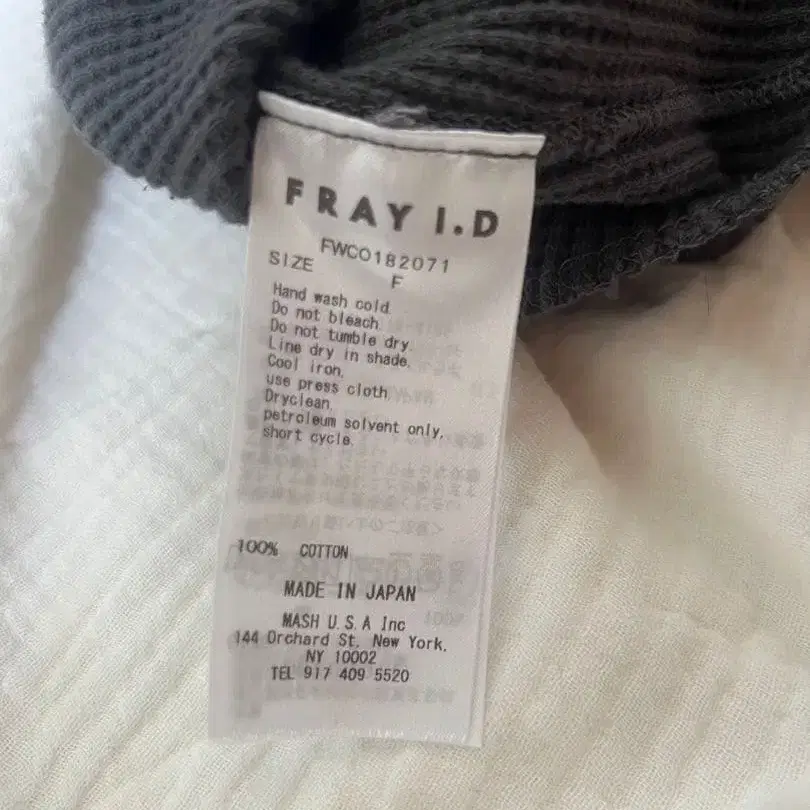 FRAY I.D
FWCO182071
SIZE F
Hand wash cold.
Do not bleach.
Do not tumble dry.
Line dry in shade.
Cool iron.
use press cloth.
Dryclean.
petroleum solvent only,
short cycle.
100% COTTON
MADE IN JAPAN
MASH U.S.A Inc
144 Orchard St, New York,
NY 10002
TEL 917 409 5520